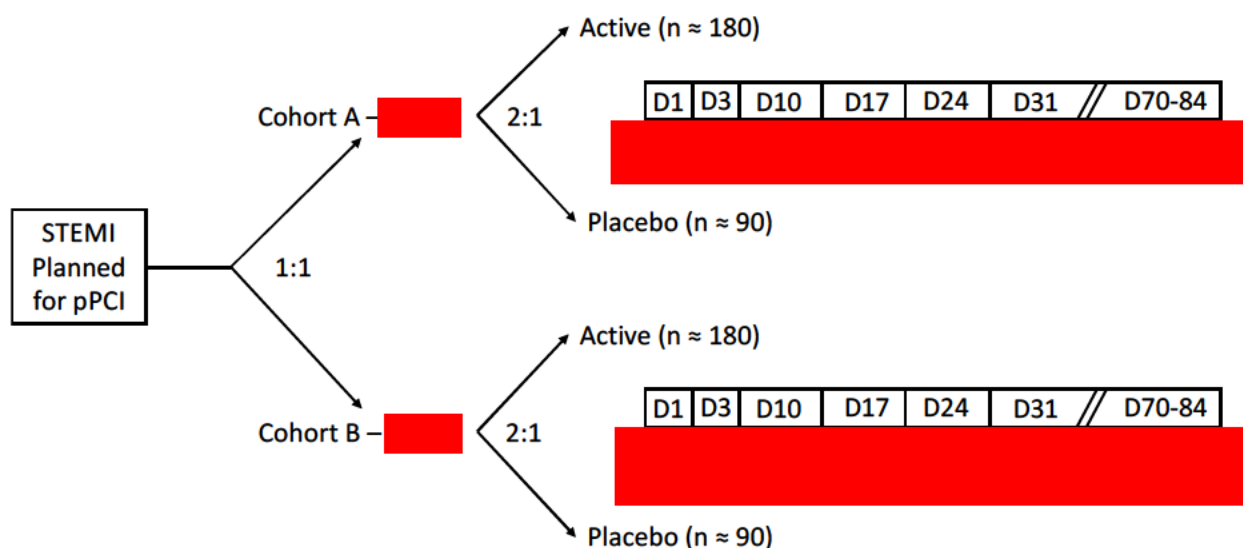 Active (n ≈ 180)
Cohort A –
2:1
D1 D3 D10 D17 D24 D31 D70-84
Placebo (n ≈ 90)
STEMI
Planned
for pPCI
1:1
Active (n ≈ 180)
Cohort B –
2:1
D1 D3 D10 D17 D24 D31 D70-84
Placebo (n ≈ 90)